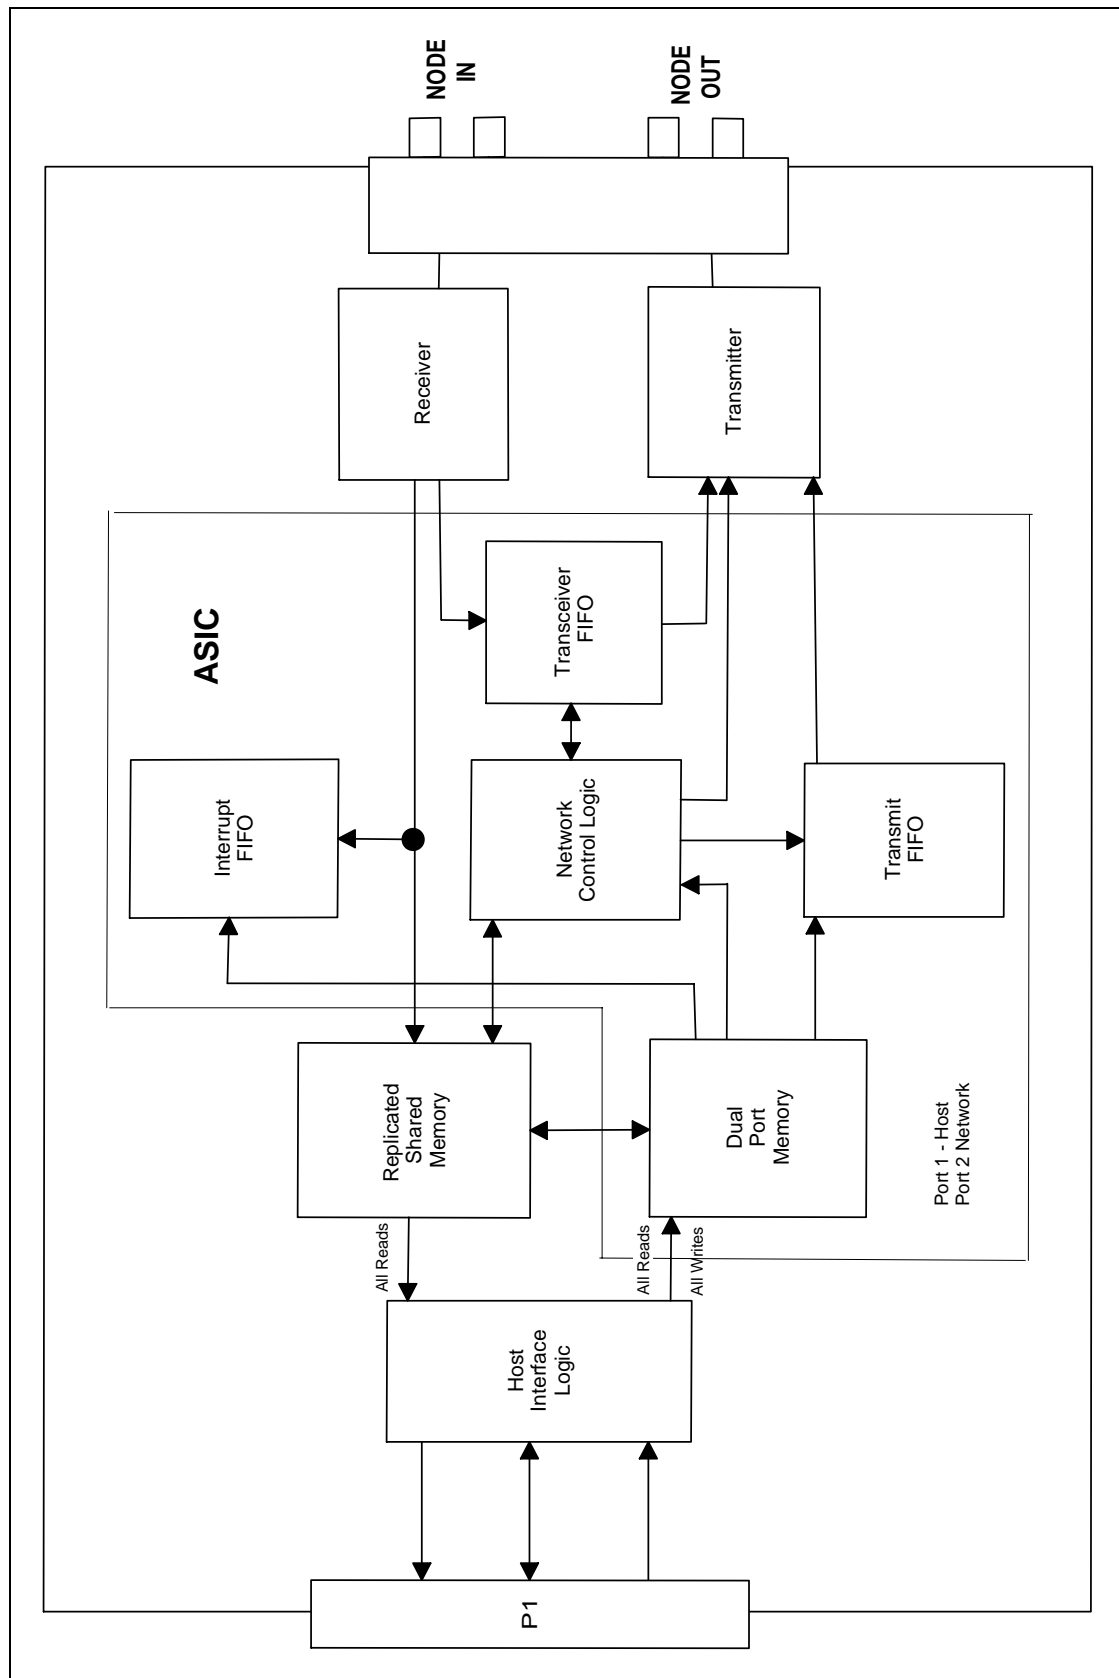 NODE
IN
NODE
OUT
Receiver
Transmitter
ASIC
Transceiver
FIFO
Interrupt
FIFO
Network
Control Logic
Transmit
FIFO
Replicated
Shared
Memory
Dual
Port
Memory
Port 1 - Host
Port 2 Network
All Reads
All Reads
All Writes
Host
Interface
Logic
P1